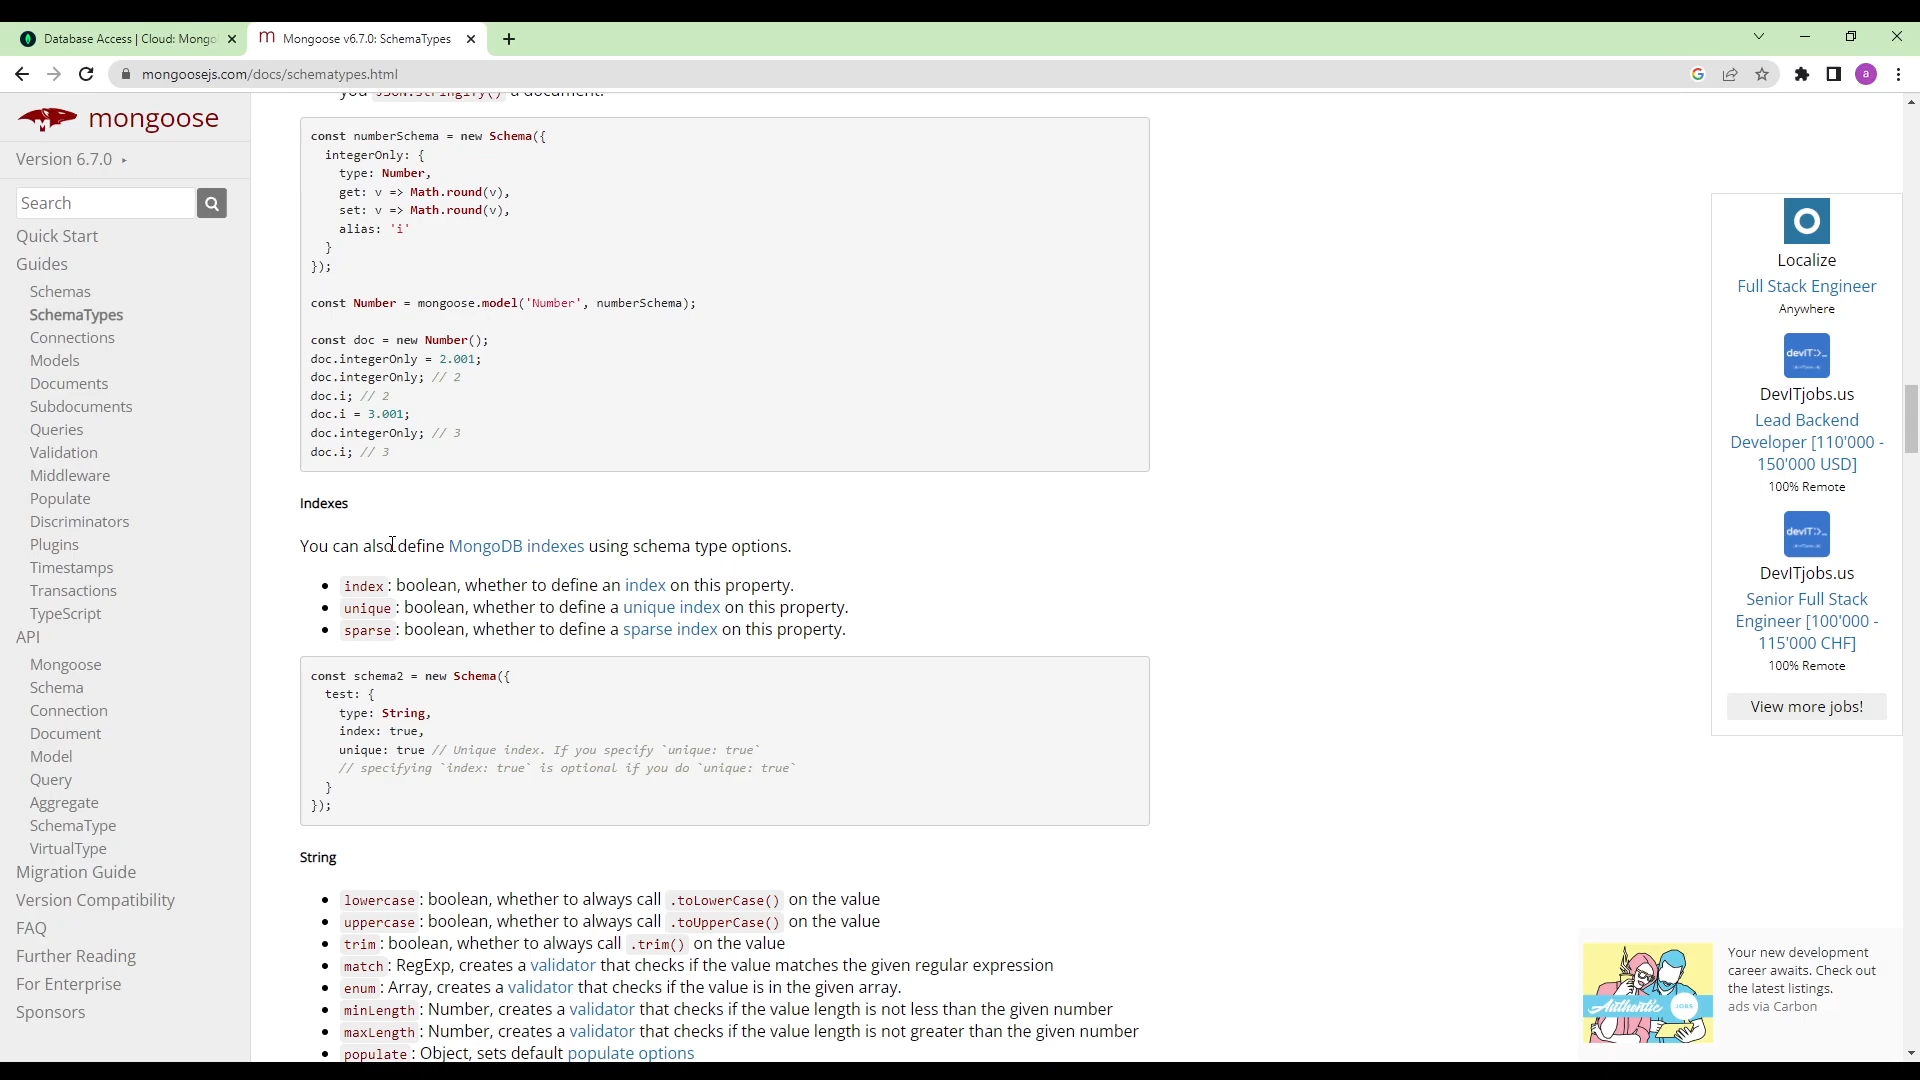 Database Access | Cloud: Mongo
Mongoose v6.7.0: SchemaTypes
mongoosejs.com/docs/schematypes.html
a
mongoose
Version 6.7.0
Search
Quick Start
Guides
Schemas
SchemaTypes
Connections
Models
Documents
Subdocuments
Queries
Validation
Middleware
Populate
Discriminators
Plugins
Timestamps
Transactions
TypeScript
API
Mongoose
Schema
Connection
Document
Model
Query
Aggregate
SchemaType
VirtualType
Migration Guide
Version Compatibility
FAQ
Further Reading
For Enterprise
Sponsors
you JSON.stringify() a document.
const numberSchema = new Schema({
integerOnly: {
type: Number,
get: v => Math.round(v),
set: v => Math.round(v),
alias: 'i'
}
});
const Number = mongoose.model('Number', numberSchema);
const doc = new Number();
doc.integerOnly = 2.001;
doc.integerOnly; // 2
doc.i; // 2
doc.i = 3.001;
doc.integerOnly; // 3
doc.i; // 3
Indexes
You can also define MongoDB indexes using schema type options.
index: boolean, whether to define an index on this property.
unique: boolean, whether to define a unique index on this property.
sparse: boolean, whether to define a sparse index on this property.
const schema2 = new Schema({
test: {
type: String,
index: true,
unique: true // Unique index. If you specify `unique: true`
// specifying `index: true` is optional if you do `unique: true`
}
});
String
lowercase: boolean, whether to always call .toLowerCase() on the value
uppercase: boolean, whether to always call .toUpperCase() on the value
trim: boolean, whether to always call .trim() on the value
match: RegExp, creates a validator that checks if the value matches the given regular expression
enum: Array, creates a validator that checks if the value is in the given array.
minLength: Number, creates a validator that checks if the value length is not less than the given number
maxLength: Number, creates a validator that checks if the value length is not greater than the given number
populate: Object, sets default populate options
Localize
Full Stack Engineer
Anywhere
devIT:>_
DevITjobs.us
Lead Backend
Developer [110'000 -
150'000 USD]
100% Remote
devIT:>_
DevITjobs.us
Senior Full Stack
Engineer [100'000 -
115'000 CHF]
100% Remote
View more jobs!
Authentic JOBS
Your new development
career awaits. Check out
the latest listings.
ads via Carbon